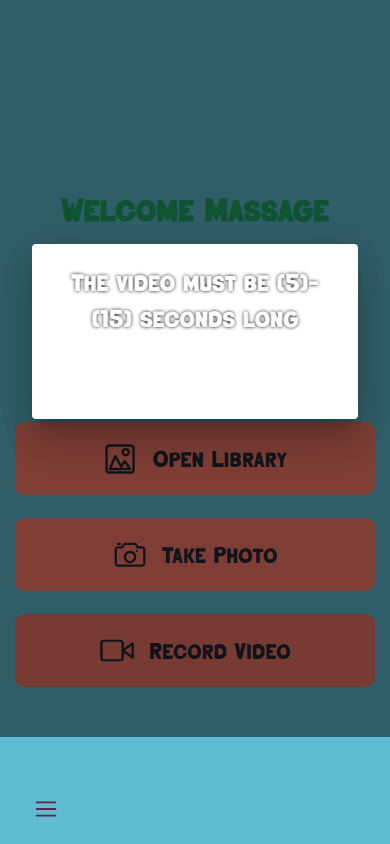 Welcome Massage
The video must be (5)-
(15) seconds long
Open Library
Take Photo
Record Video